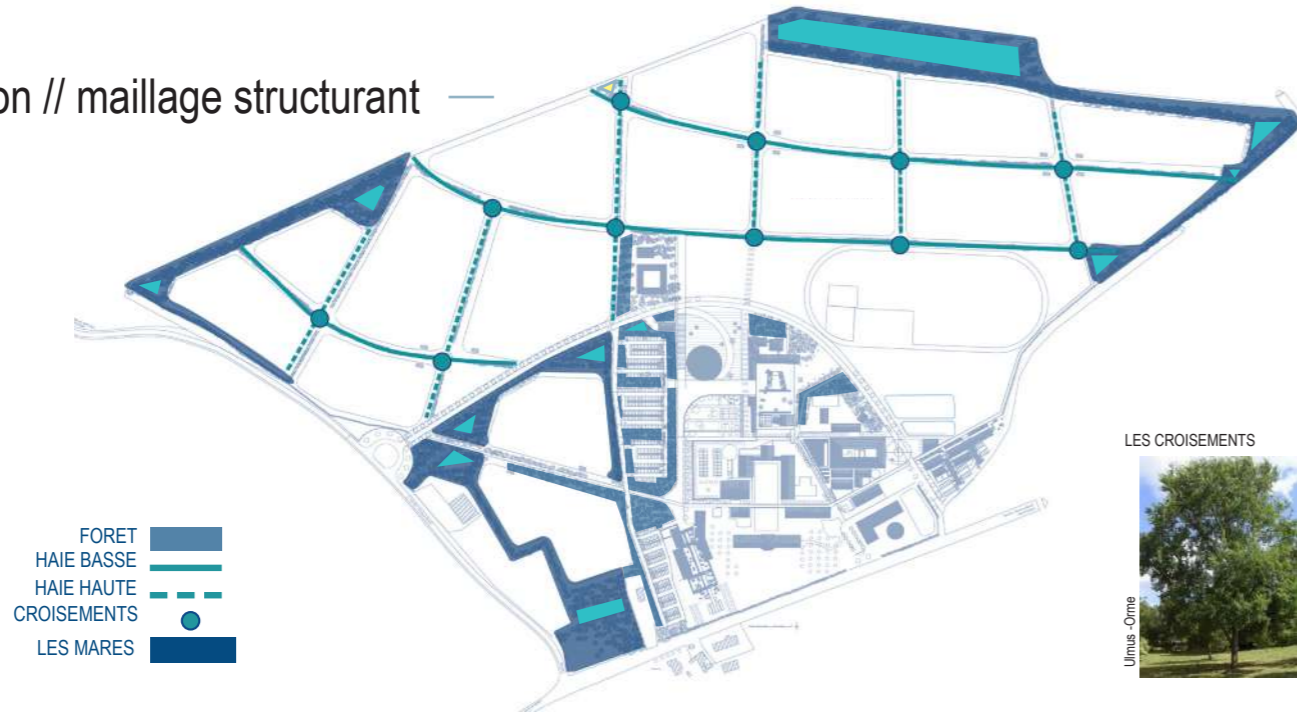 on // maillage structurant
LES CROISEMENTS
Ulmus -Orme
FORET
HAIE BASSE
HAIE HAUTE
CROISEMENTS
LES MARES